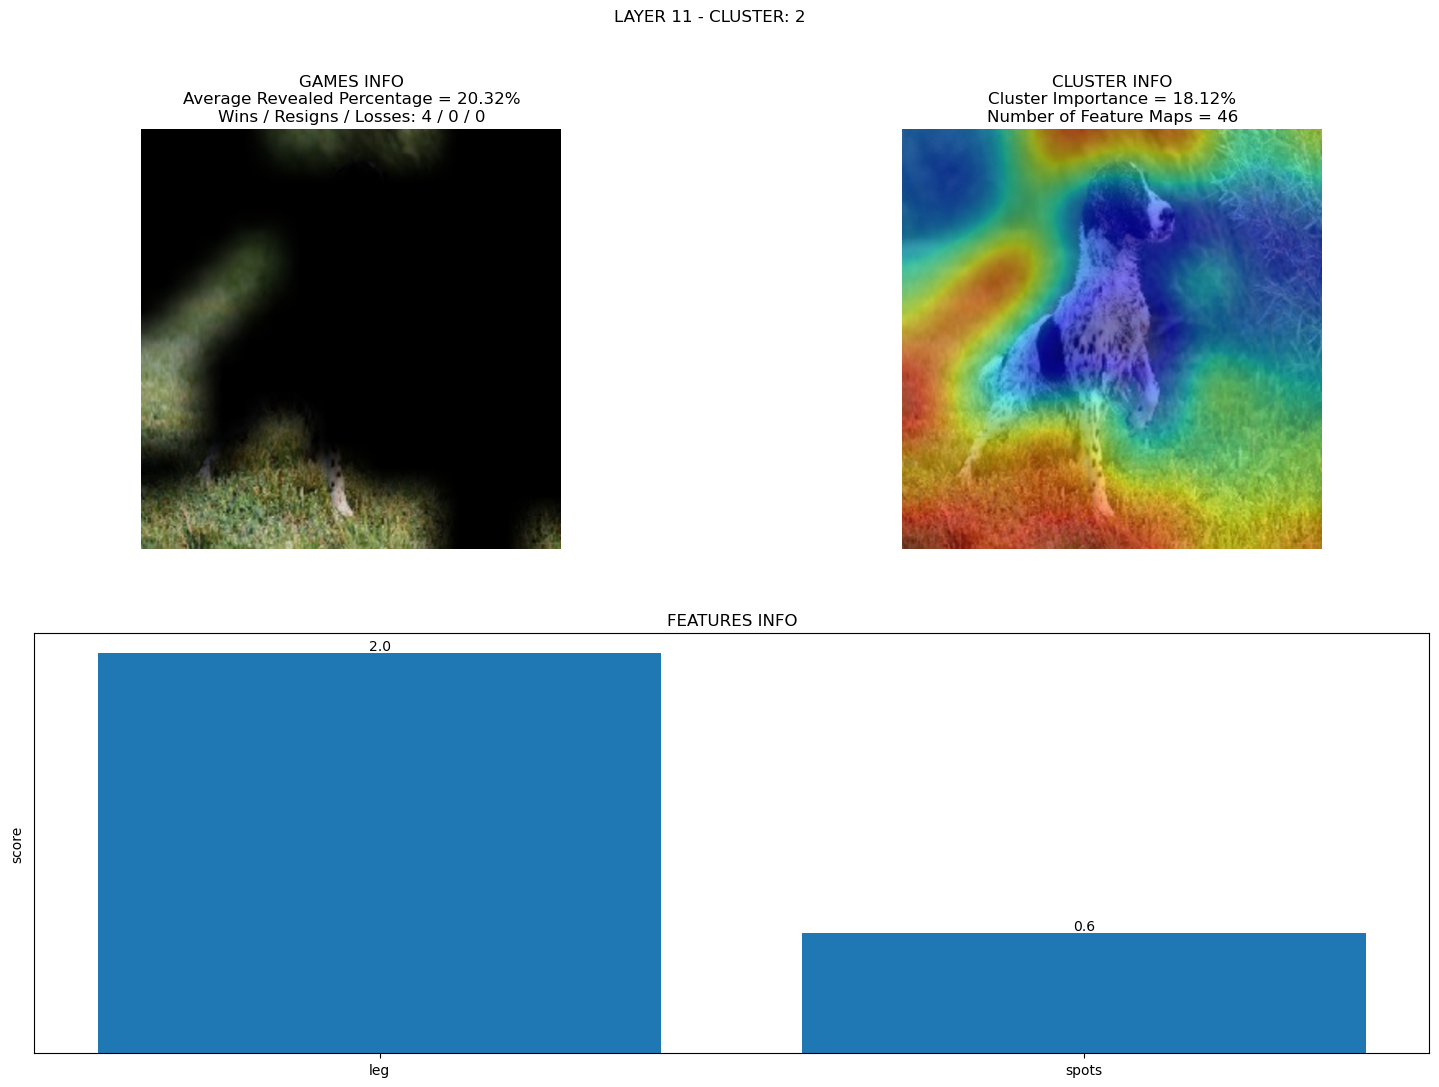 LAYER 11 - CLUSTER: 2
GAMES INFO
Average Revealed Percentage = 20.32%
Wins / Resigns / Losses: 4 / 0 / 0
CLUSTER INFO
Cluster Importance = 18.12%
Number of Feature Maps = 46
FEATURES INFO
score
2.0
0.6
leg
spots